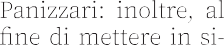 Panizzari: inoltre, al
fine di mettere in si-